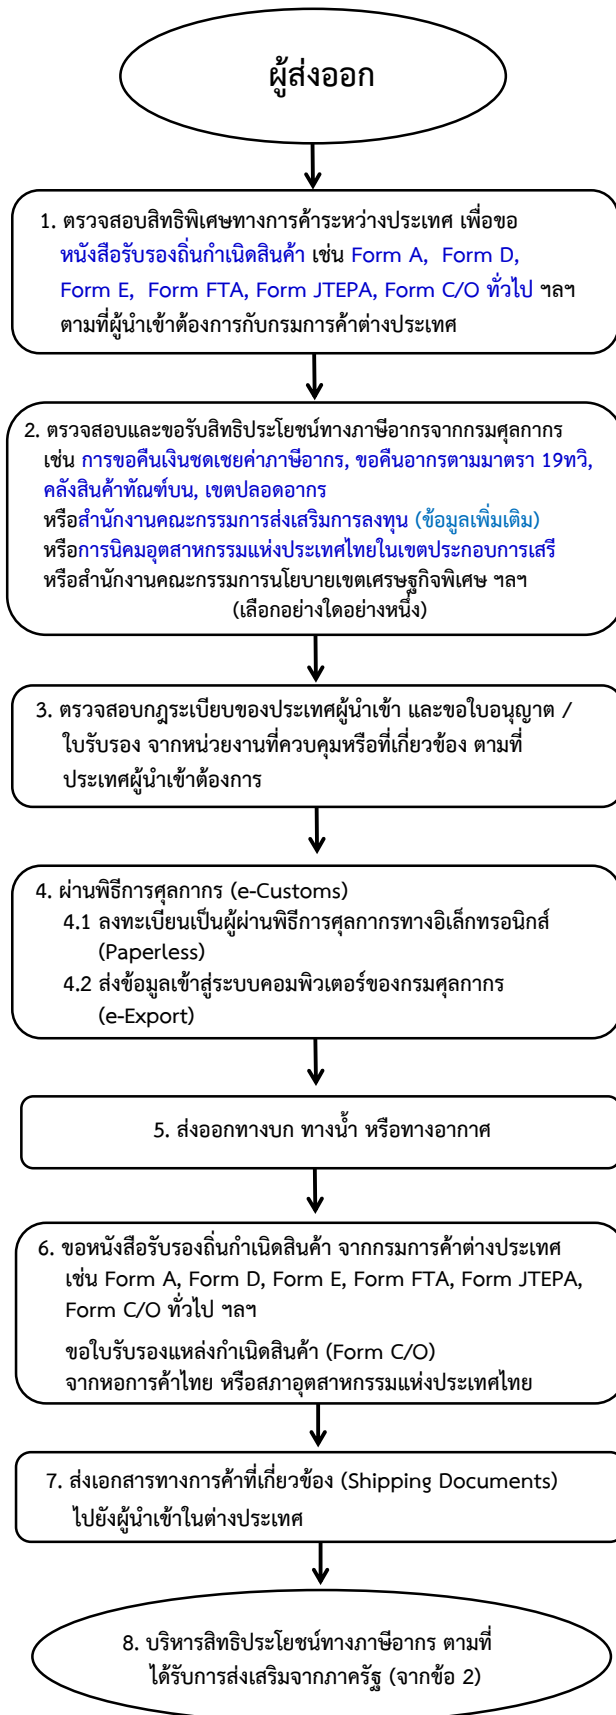 ผู้ส่งออก
1. ตรวจสอบสิทธิพิเศษทางการค้าระหว่างประเทศ เพื่อขอ
หนังสือรับรองถิ่นกำเนิดสินค้า เช่น Form A, Form D,
Form E, Form FTA, Form JTEPA, Form C/O ทั่วไป ฯลฯ
ตามที่ผู้นำเข้าต้องการกับกรมการค้าต่างประเทศ
2. ตรวจสอบและขอรับสิทธิประโยชน์ทางภาษีอากรจากกรมศุลกากร
เช่น การขอคืนเงินชดเชยค่าภาษีอากร, ขอคืนอากรตามมาตรา 19ทวิ,
คลังสินค้าทัณฑ์บน, เขตปลอดอากร
หรือสำนักงานคณะกรรมการส่งเสริมการลงทุน (ข้อมูลเพิ่มเติม)
หรือการนิคมอุตสาหกรรมแห่งประเทศไทยในเขตประกอบการเสรี
หรือสำนักงานคณะกรรมการนโยบายเขตเศรษฐกิจพิเศษ ฯลฯ
(เลือกอย่างใดอย่างหนึ่ง)
3. ตรวจสอบกฎระเบียบของประเทศผู้นำเข้า และขอใบอนุญาต /
ใบรับรอง จากหน่วยงานที่ควบคุมหรือที่เกี่ยวข้อง ตามที่
ประเทศผู้นำเข้าต้องการ
4. ผ่านพิธีการศุลกากร (e-Customs)
4.1 ลงทะเบียนเป็นผู้ผ่านพิธีการศุลกากรทางอิเล็กทรอนิกส์
(Paperless)
4.2 ส่งข้อมูลเข้าสู่ระบบคอมพิวเตอร์ของกรมศุลกากร
(e-Export)
5. ส่งออกทางบก ทางน้ำ หรือทางอากาศ
6. ขอหนังสือรับรองถิ่นกำเนิดสินค้า จากกรมการค้าต่างประเทศ
เช่น Form A, Form D, Form E, Form FTA, Form JTEPA,
Form C/O ทั่วไป ฯลฯ
ขอใบรับรองแหล่งกำเนิดสินค้า (Form C/O)
จากหอการค้าไทย หรือสภาอุตสาหกรรมแห่งประเทศไทย
7. ส่งเอกสารทางการค้าที่เกี่ยวข้อง (Shipping Documents)
ไปยังผู้นำเข้าในต่างประเทศ
8. บริหารสิทธิประโยชน์ทางภาษีอากร ตามที่
ได้รับการส่งเสริมจากภาครัฐ (จากข้อ 2)